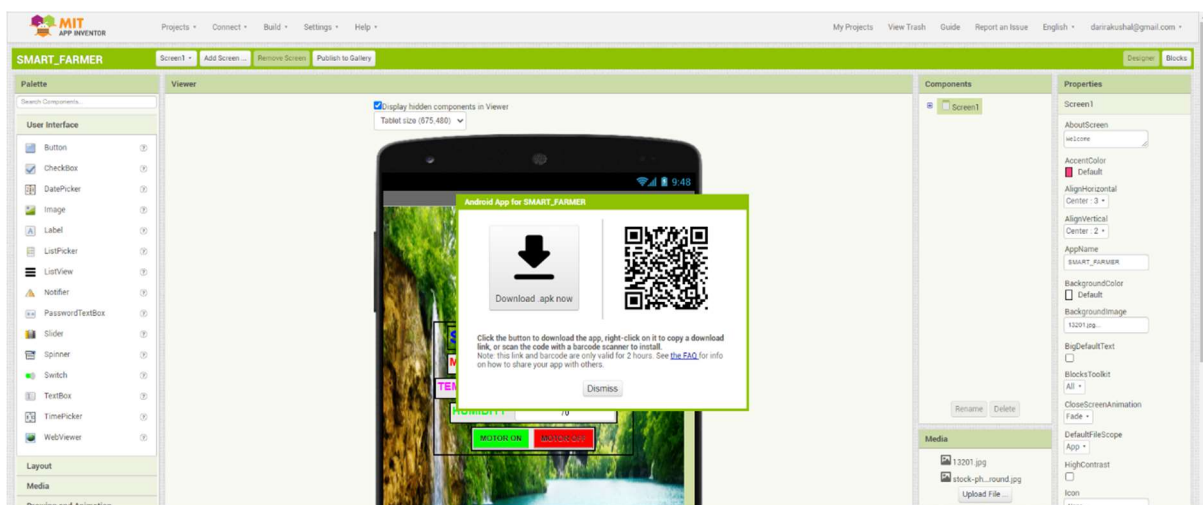 MIT
APP INVENTOR
Projects Connect Build Settings Help
My Projects View Trash Guide Report an Issue English darirakushal@gmail.com
SMART_FARMER
Screen1 Add Screen ... Remove Screen Publish to Gallery
Designer Blocks
Palette
Search Components...
User Interface
Button
CheckBox
DatePicker
Image
Label
ListPicker
ListView
Notifier
PasswordTextBox
Slider
Spinner
Switch
TextBox
TimePicker
WebViewer
Layout
Media
Drawing and Animation
Viewer
Display hidden components in Viewer
Tablet size (675,480)
9:48
Android App for SMART_FARMER
Download .apk now
Click the button to download the app, right-click on it to copy a download
link, or scan the code with a barcode scanner to install.
Note: this link and barcode are only valid for 2 hours. See the FAQ for info
on how to share your app with others.
Dismiss
MOTOR ON MOTOR OFF
Components
Screen1
Rename Delete
Media
13201.jpg
stock-ph...round.jpg
Upload File ...
Properties
Screen1
AboutScreen
welcome
AccentColor
Default
AlignHorizontal
Center : 3
AlignVertical
Center : 2
AppName
SMART_FARMER
BackgroundColor
Default
BackgroundImage
13201.jpg...
BigDefaultText
BlocksToolkit
All
CloseScreenAnimation
Fade
DefaultFileScope
App
HighContrast
Icon